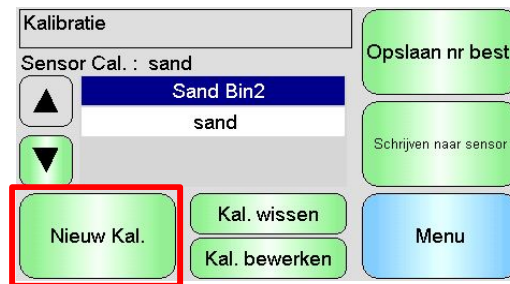 Kalibratie
Opslaan nr best
Sensor Cal. : sand
Sand Bin2
sand
Schrijven naar sensor
Nieuw Kal.
Kal. wissen
Kal. bewerken
Menu